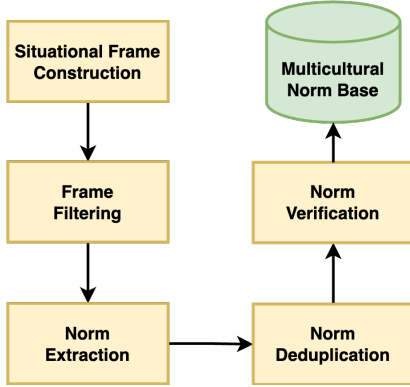 Situational Frame
Construction
Frame
Filtering
Norm
Extraction
Norm
Deduplication
Norm
Verification
Multicultural
Norm Base